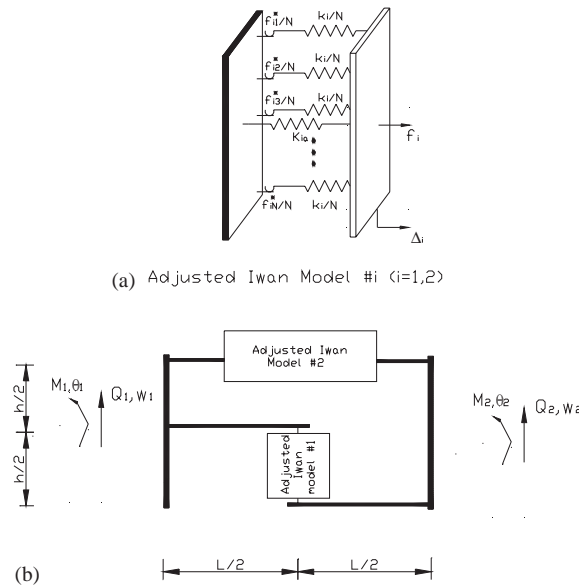 f*i1/N ki/N
f*i2/N ki/N
f*i3/N ki/N
Kia
fi
f*iN/N ki/N
Δi
(a) Adjusted Iwan Model #i (i=1,2)
Adjusted Iwan
Model #2
h/2
M1,θ1
Q1,w1
M2,θ2
Q2,w2
h/2
Adjusted
Iwan
model #1
L/2 L/2
(b)